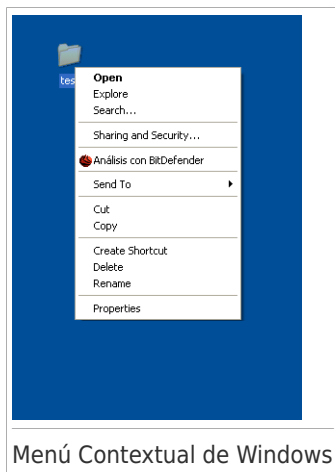 Open
Explore
Search...
Sharing and Security...
Análisis con BitDefender
Send To
Cut
Copy
Create Shortcut
Delete
Rename
Properties
Menú Contextual de Windows